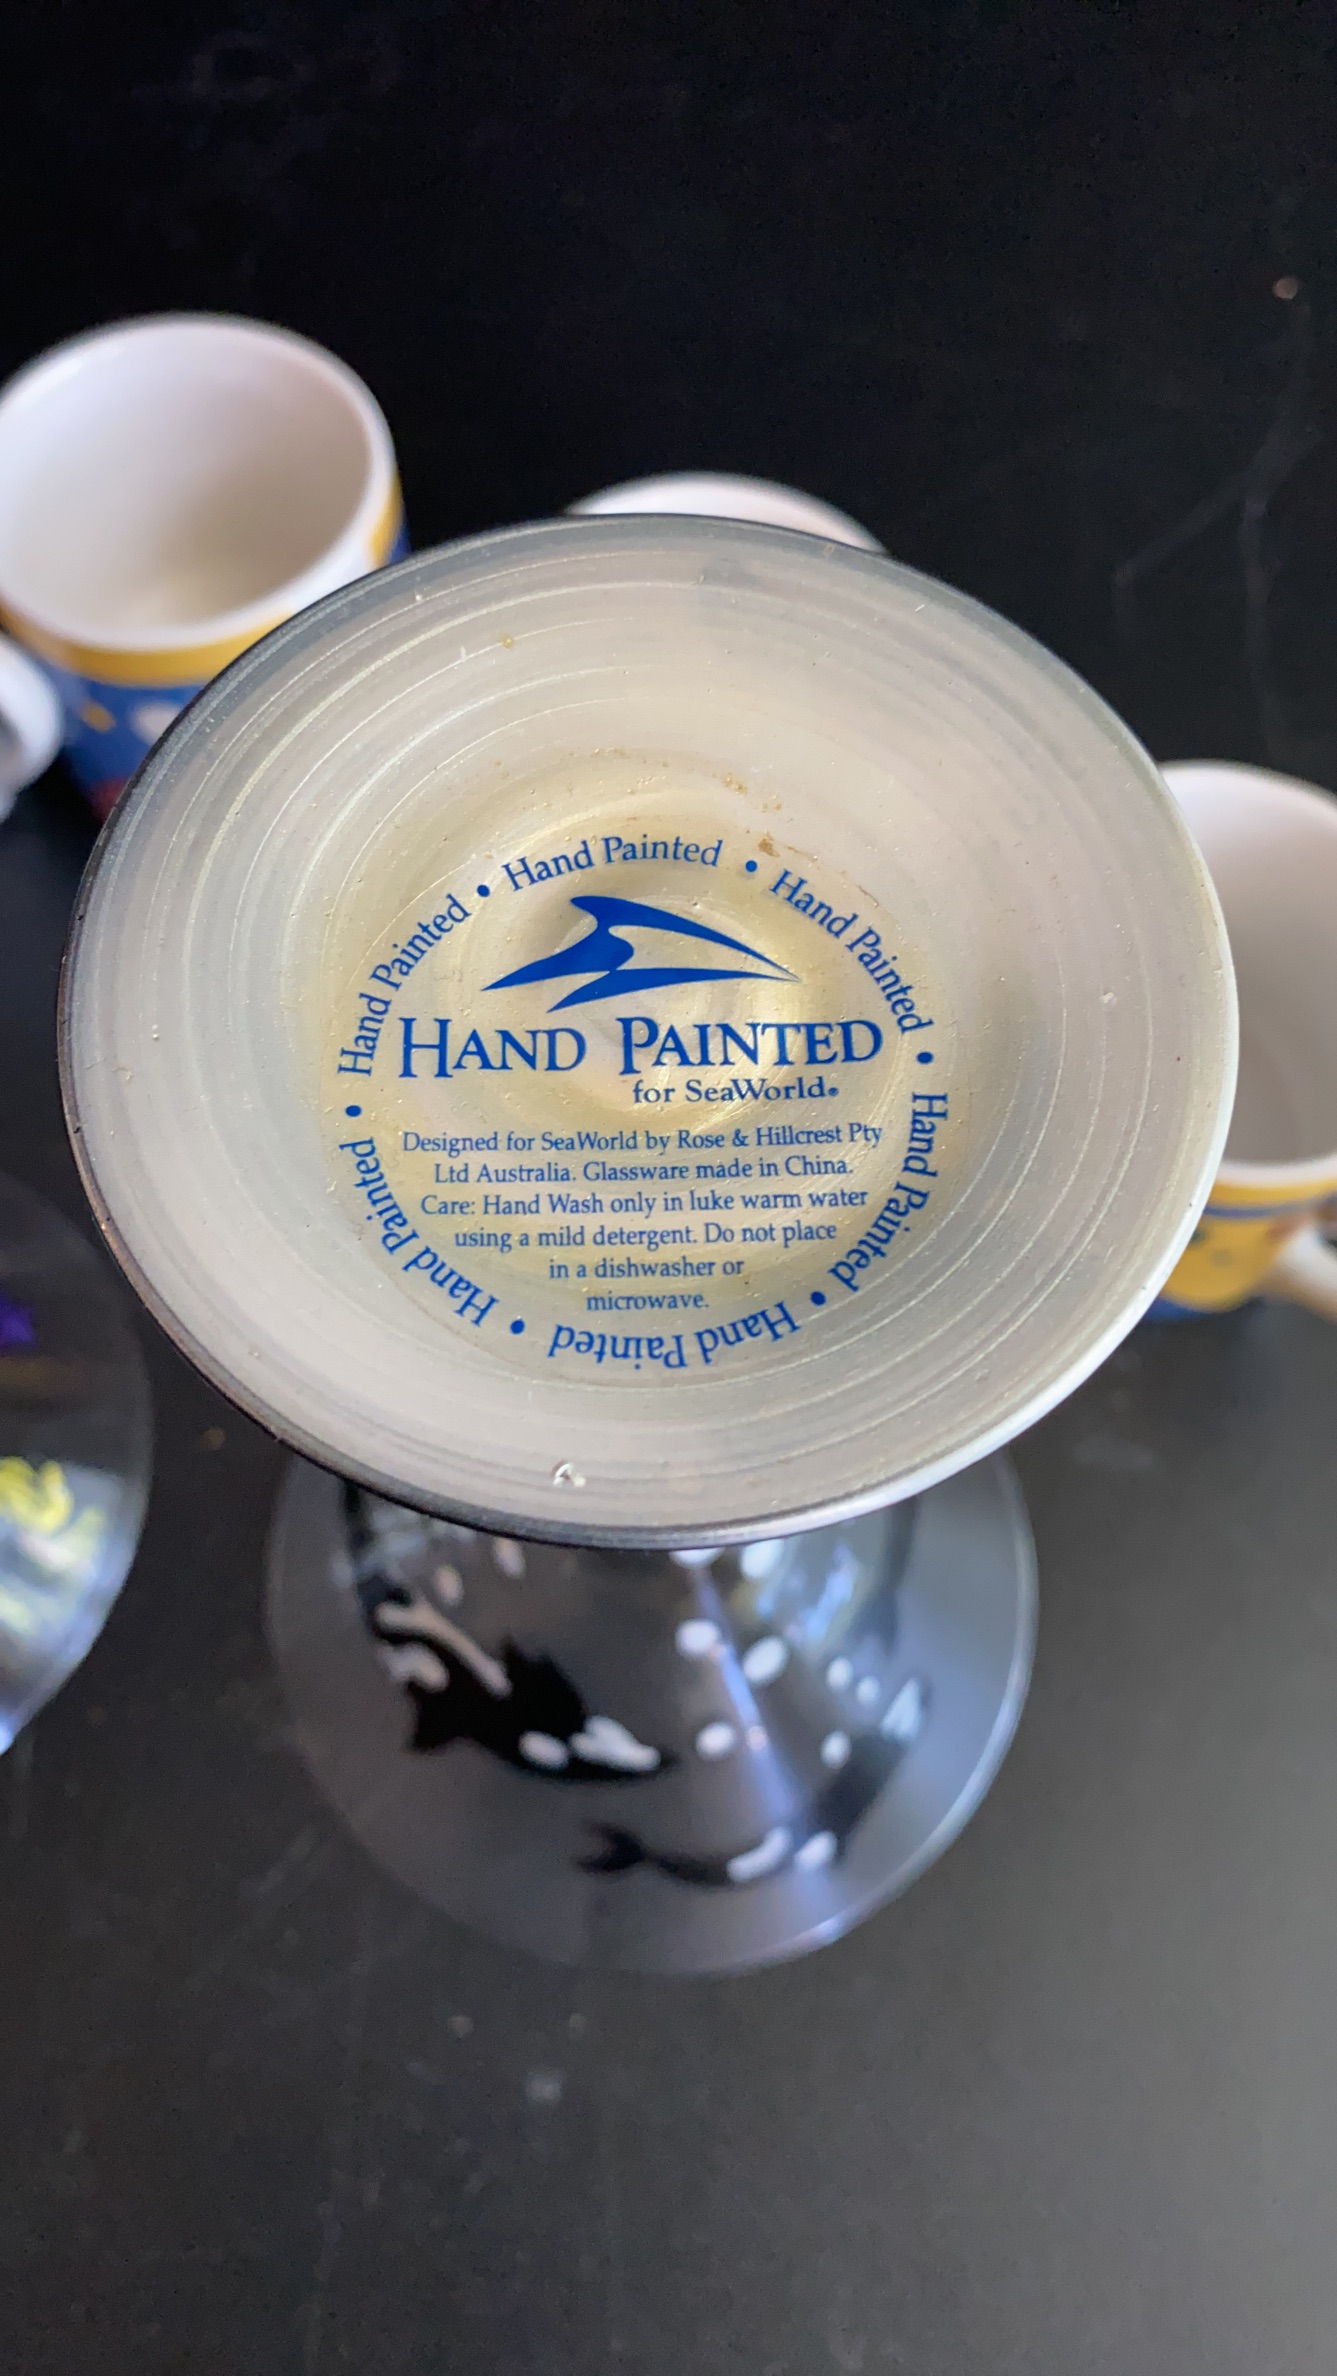 Hand Painted • Hand Painted • Hand Painted • Hand Painted • Hand Painted • Hand Painted • Hand Painted •
HAND PAINTED
for SeaWorld®
Designed for SeaWorld by Rose & Hillcrest Pty
Ltd Australia. Glassware made in China.
Care: Hand Wash only in luke warm water
using a mild detergent. Do not place
in a dishwasher or
microwave.